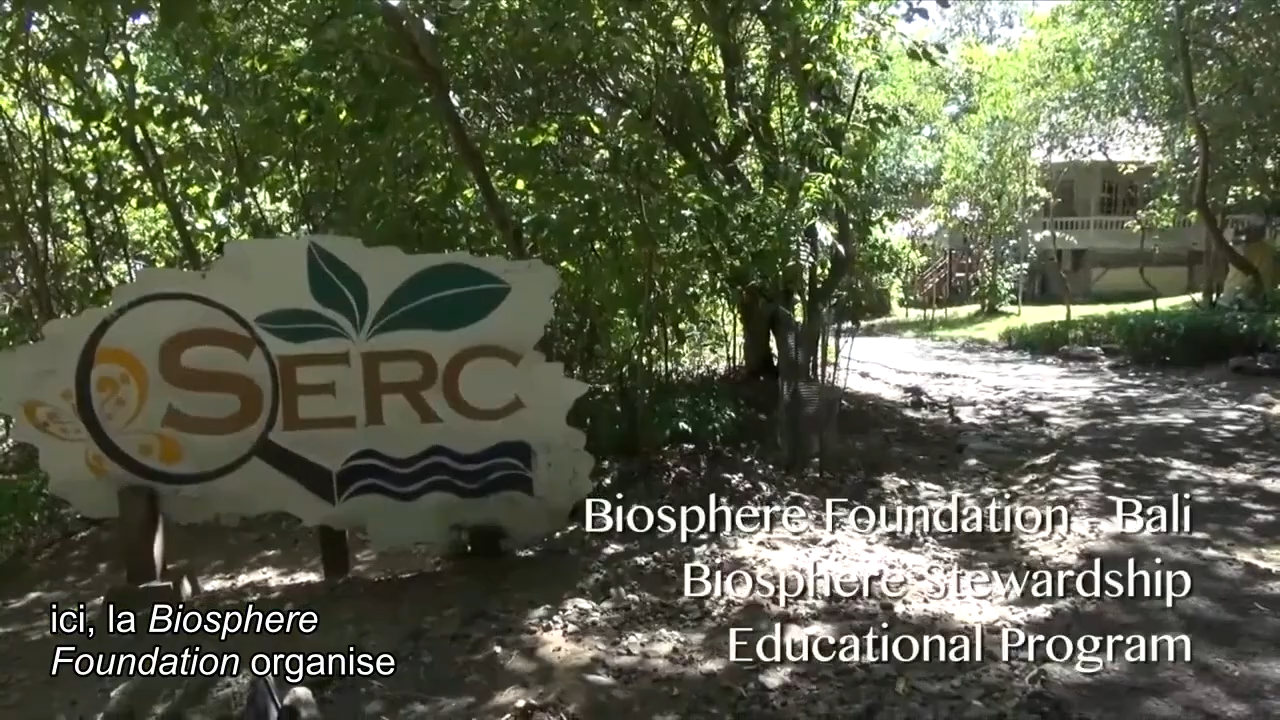 SERC
Biosphere Foundation - Bali
Biosphere Stewardship
Educational Program
ici, la Biosphere
Foundation organise